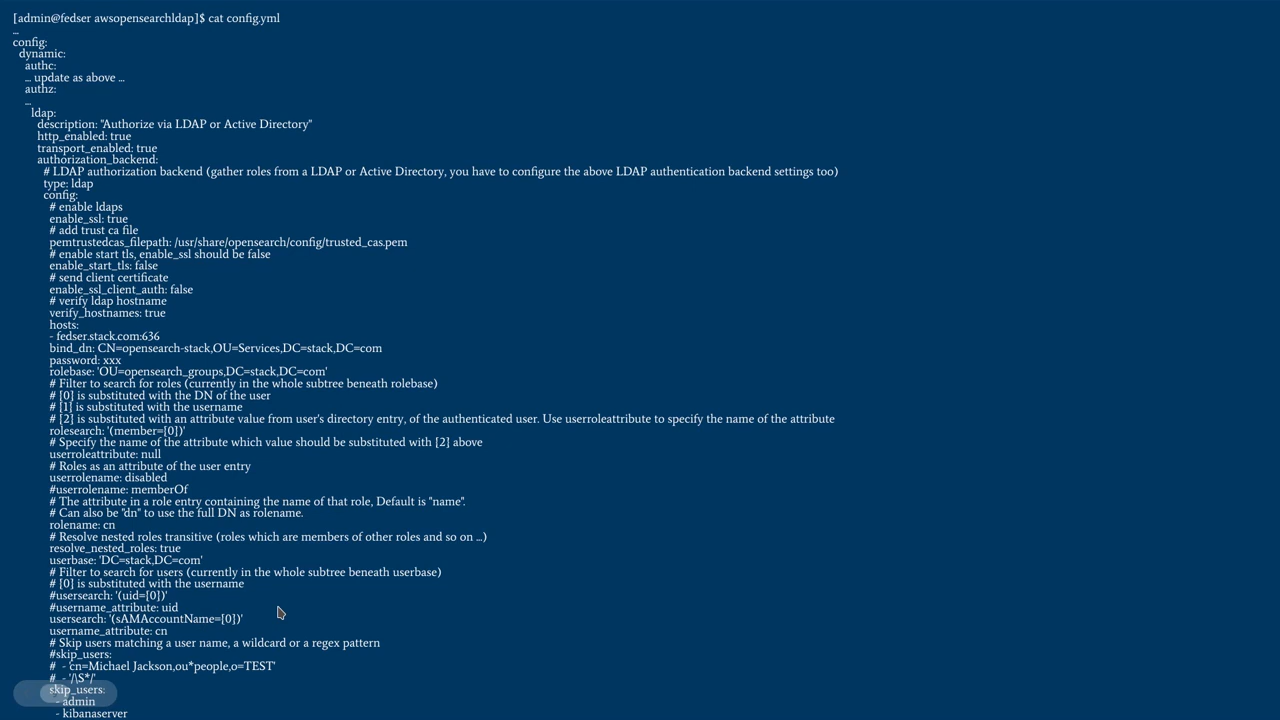 [admin@fedser awsopensearchldap]$ cat config.yml
...
config:
dynamic:
authc:
... update as above ...
authz:
...
ldap:
description: "Authorize via LDAP or Active Directory"
http_enabled: true
transport_enabled: true
authorization_backend:
# LDAP authorization backend (gather roles from a LDAP or Active Directory, you have to configure the above LDAP authentication backend settings too)
type: ldap
config:
# enable ldaps
enable_ssl: true
# add trust ca file
pemtrustedcas_filepath: /usr/share/opensearch/config/trusted_cas.pem
# enable start tls, enable_ssl should be false
enable_start_tls: false
# send client certificate
enable_ssl_client_auth: false
# verify ldap hostname
verify_hostnames: true
hosts:
- fedser.stack.com:636
bind_dn: CN=opensearch-stack,OU=Services,DC=stack,DC=com
password: xxx
rolebase: 'OU=opensearch_groups,DC=stack,DC=com'
# Filter to search for roles (currently in the whole subtree beneath rolebase)
# {0} is substituted with the DN of the user
# {1} is substituted with the username
# {2} is substituted with an attribute value from user's directory entry, of the authenticated user. Use userroleattribute to specify the name of the attribute
rolesearch: '(member={0})'
# Specify the name of the attribute which value should be substituted with {2} above
userroleattribute: null
# Roles as an attribute of the user entry
userrolename: disabled
#userrolename: memberOf
# The attribute in a role entry containing the name of that role, Default is "name".
# Can also be "dn" to use the full DN as rolename.
rolename: cn
# Resolve nested roles transitive (roles which are members of other roles and so on ...)
resolve_nested_roles: true
userbase: 'DC=stack,DC=com'
# Filter to search for users (currently in the whole subtree beneath userbase)
# {0} is substituted with the username
#usersearch: '(uid={0})'
#username_attribute: uid
usersearch: '(sAMAccountName={0})'
username_attribute: cn
# Skip users matching a user name, a wildcard or a regex pattern
#skip_users:
# - 'cn=Michael Jackson,ou*people,o=TEST'
# - '/\S*/'
skip_users:
- admin
- kibanaserver